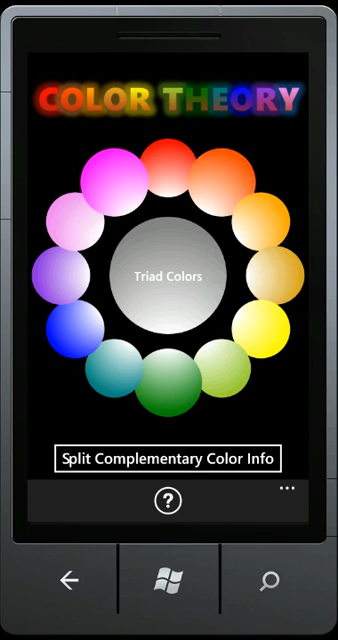 COLOR THEORY
Triad Colors
Split Complementary Color Info
?
...